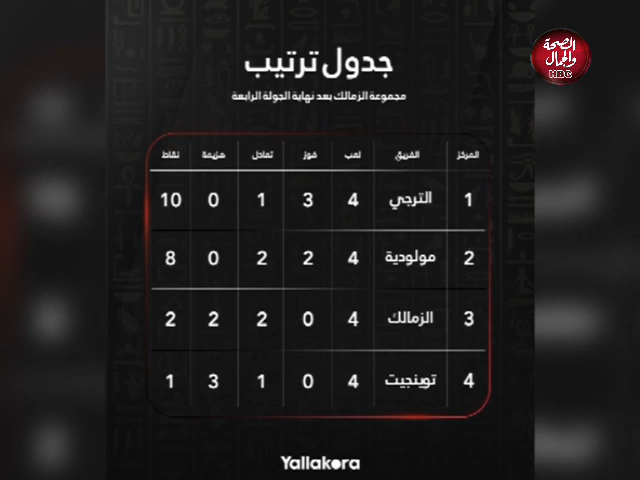 الصحة
والجمال
HBC
جدول ترتيب
مجموعة الزمالك بعد نهاية الجولة الرابعة
المركز الفريق لعب فوز تعادل هزيمة نقاط
1 الترجي 4 3 1 0 10
2 مولودية 4 2 2 0 8
3 الزمالك 4 0 2 2 2
4 توينجيت 4 0 1 3 1
Yallakora